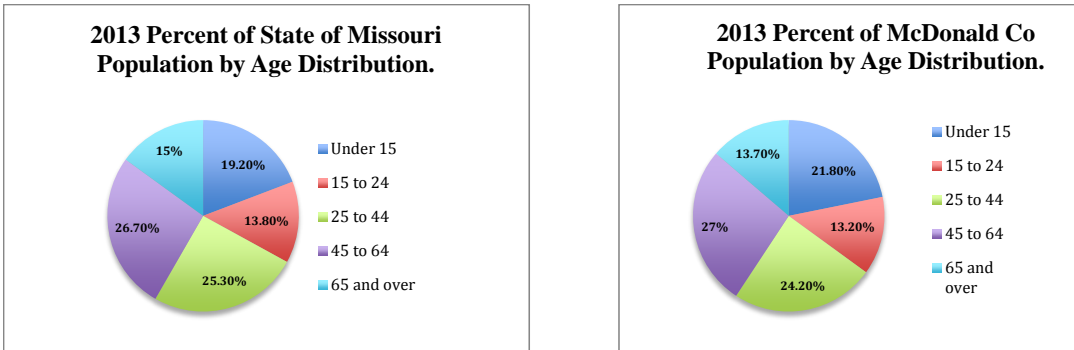 2013 Percent of State of Missouri
Population by Age Distribution.
15%
19.20%
13.80%
25.30%
26.70%
Under 15
15 to 24
25 to 44
45 to 64
65 and over
2013 Percent of McDonald Co
Population by Age Distribution.
13.70%
21.80%
13.20%
24.20%
27%
Under 15
15 to 24
25 to 44
45 to 64
65 and
over